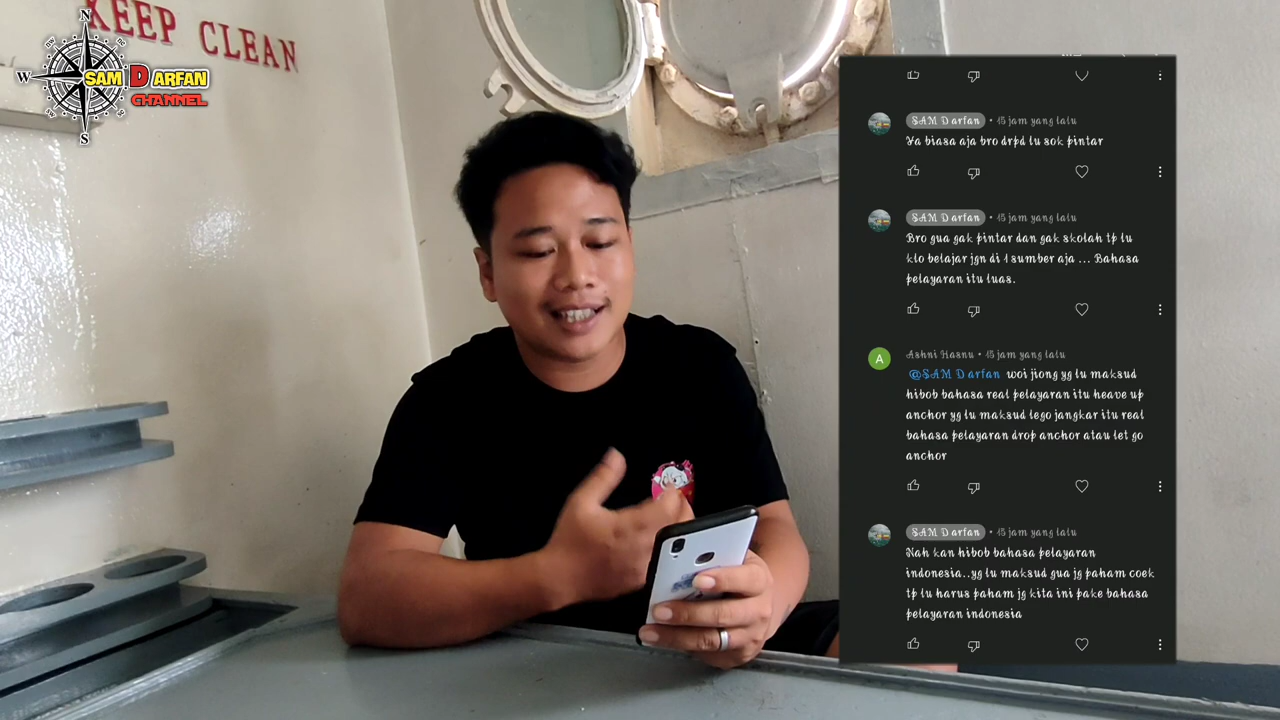 KEEP CLEAN
N
W
S
SAM D ARFAN
CHANNEL
SAM D arfan • 15 jam yang lalu
Ya biasa aja bro drpd lu sok pintar
SAM D arfan • 15 jam yang lalu
Bro gua gak pintar dan gak skolah tp lu
klo belajar jgn di 1 sumber aja ... Bahasa
pelayaran itu luas.
A
Ashni Hasnu • 15 jam yang lalu
@SAM D arfan woi jiong yg lu maksud
hibob bahasa real pelayaran itu heave up
anchor yg lu maksud lego jangkar itu real
bahasa pelayaran drop anchor atau let go
anchor
SAM D arfan • 15 jam yang lalu
Nah kan hibob bahasa pelayaran
indonesia..yg lu maksud gua jg paham coek
tp lu harus paham jg kita ini pake bahasa
pelayaran indonesia